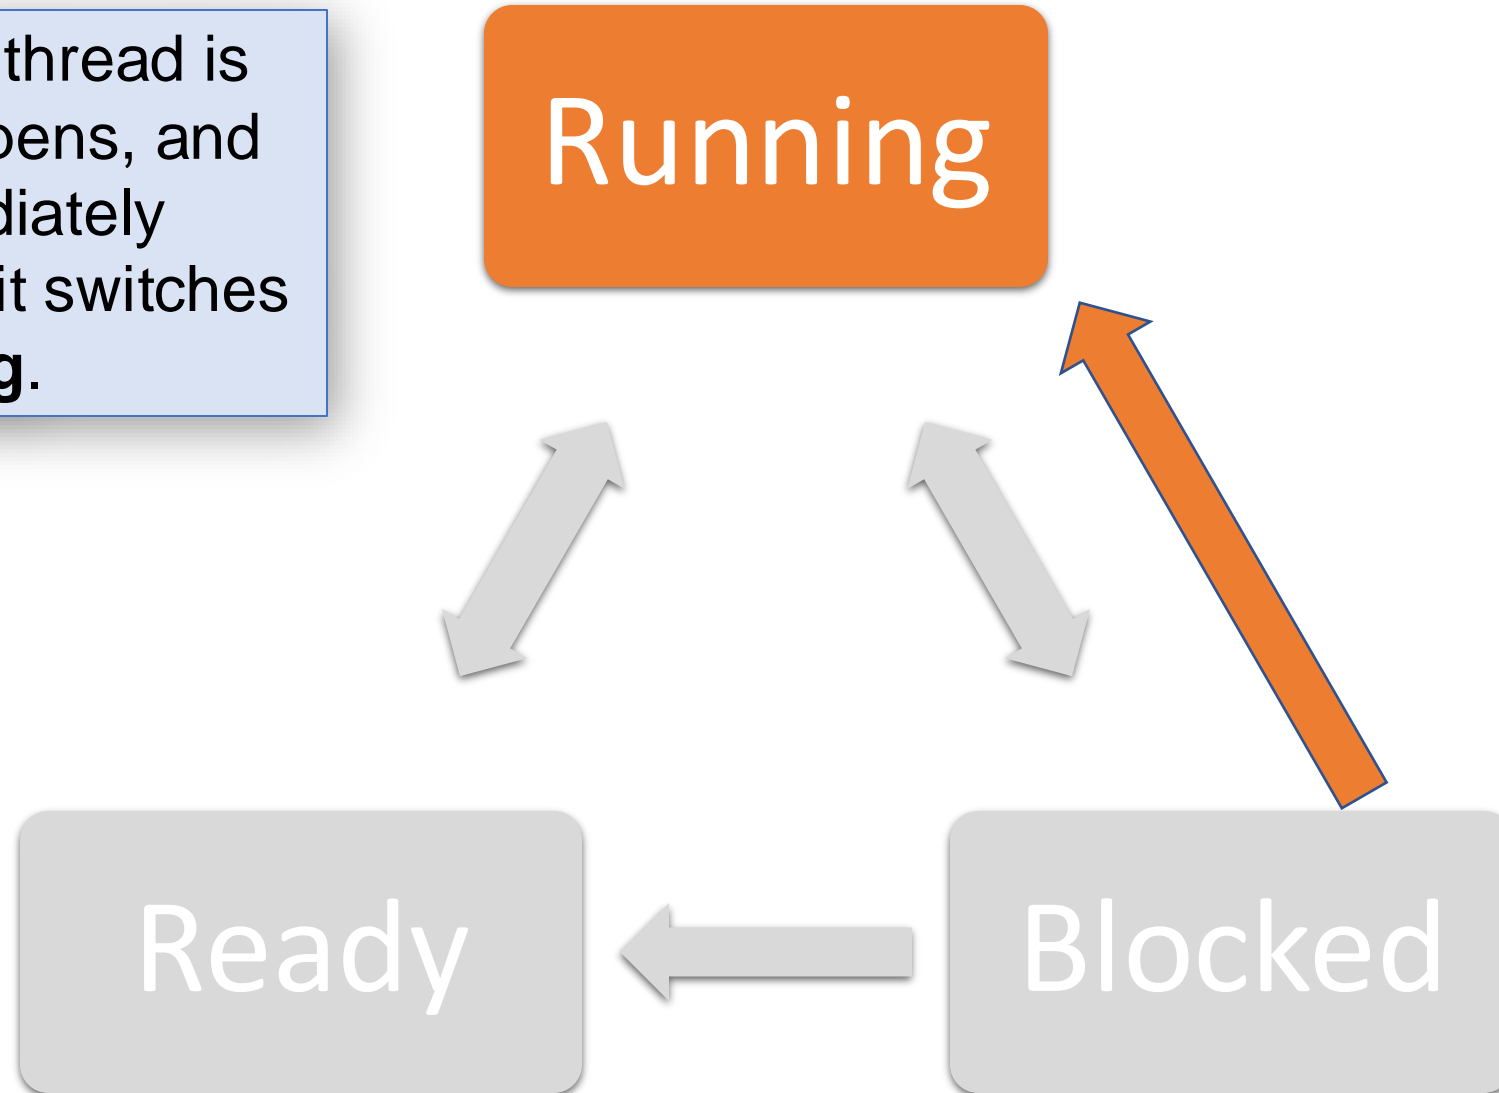 thread is
pens, and
diately
it switches
g.
Running
Ready
Blocked